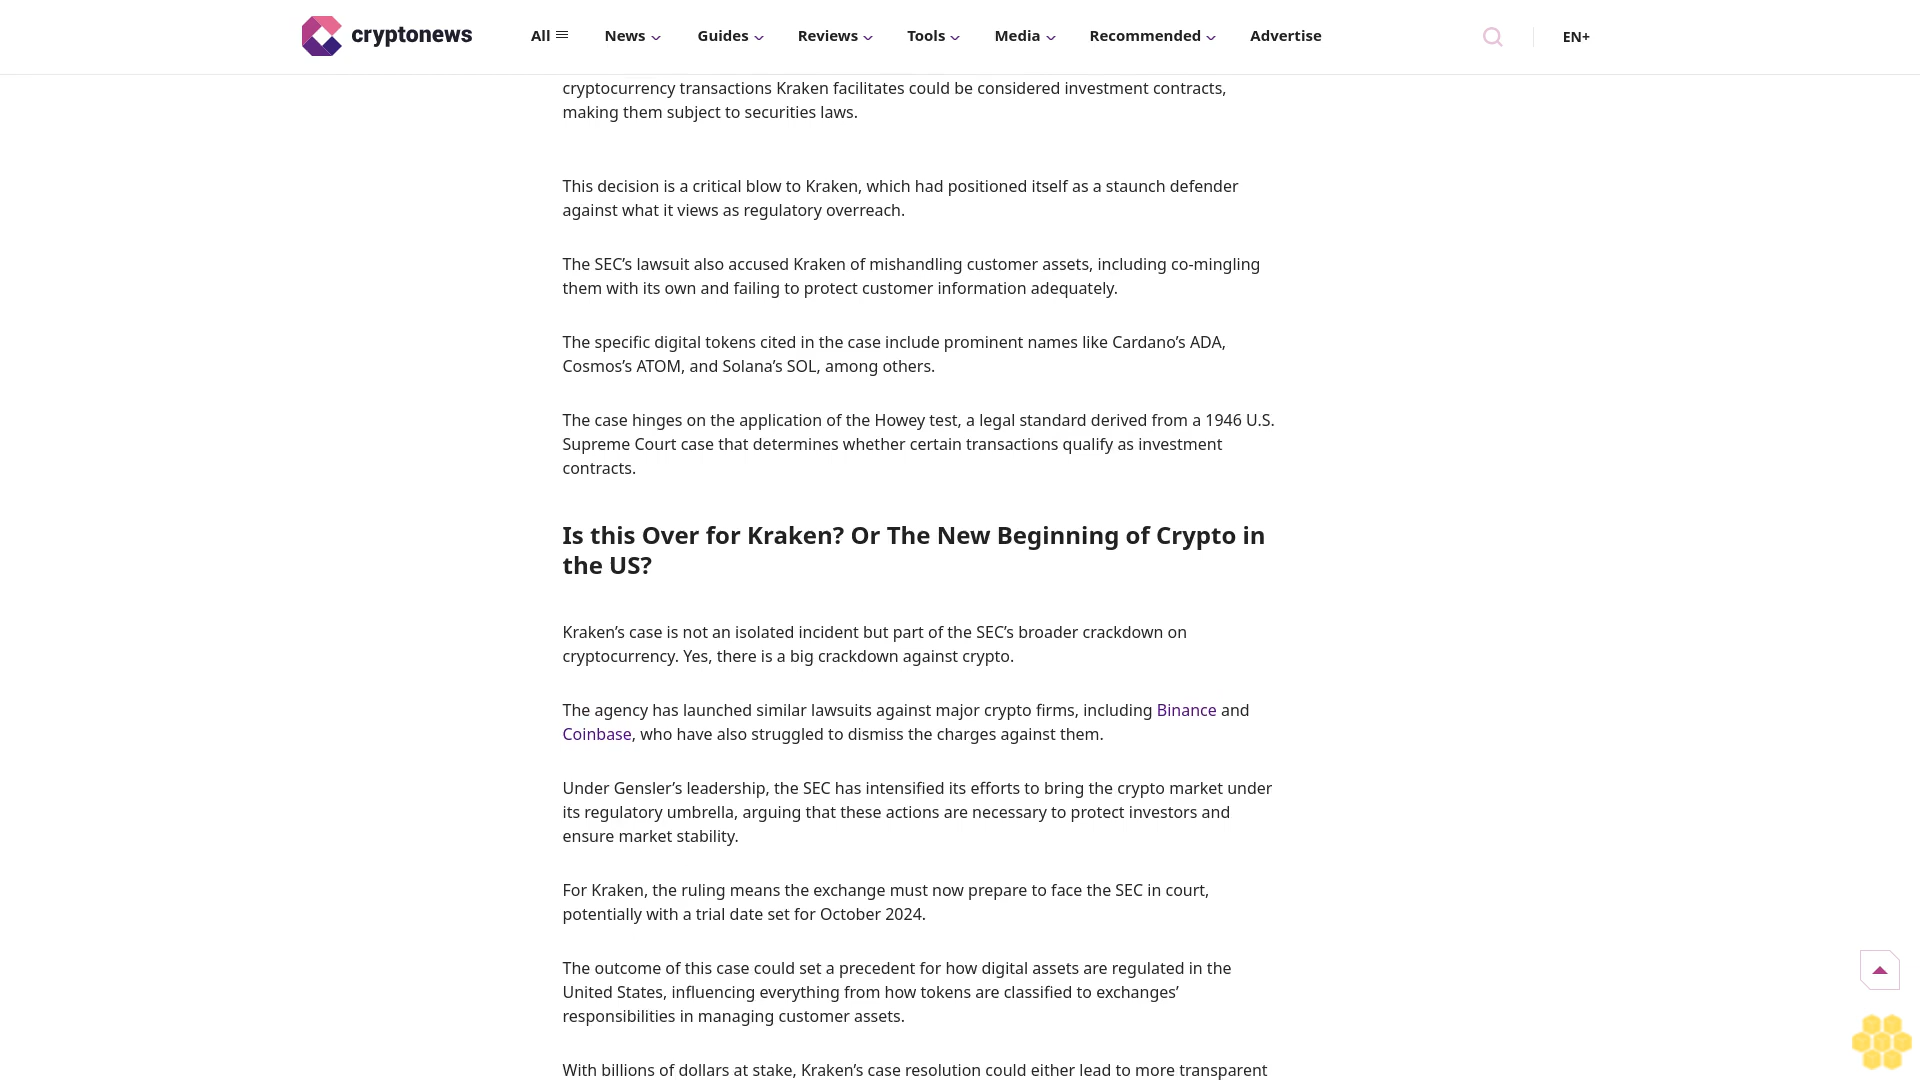 cryptonews
All
News
Guides
Reviews
Tools
Media
Recommended
Advertise
EN+
cryptocurrency transactions Kraken facilitates could be considered investment contracts,
making them subject to securities laws.
This decision is a critical blow to Kraken, which had positioned itself as a staunch defender
against what it views as regulatory overreach.
The SEC’s lawsuit also accused Kraken of mishandling customer assets, including co-mingling
them with its own and failing to protect customer information adequately.
The specific digital tokens cited in the case include prominent names like Cardano’s ADA,
Cosmos’s ATOM, and Solana’s SOL, among others.
The case hinges on the application of the Howey test, a legal standard derived from a 1946 U.S.
Supreme Court case that determines whether certain transactions qualify as investment
contracts.
Is this Over for Kraken? Or The New Beginning of Crypto in
the US?
Kraken’s case is not an isolated incident but part of the SEC’s broader crackdown on
cryptocurrency. Yes, there is a big crackdown against crypto.
The agency has launched similar lawsuits against major crypto firms, including Binance and
Coinbase, who have also struggled to dismiss the charges against them.
Under Gensler’s leadership, the SEC has intensified its efforts to bring the crypto market under
its regulatory umbrella, arguing that these actions are necessary to protect investors and
ensure market stability.
For Kraken, the ruling means the exchange must now prepare to face the SEC in court,
potentially with a trial date set for October 2024.
The outcome of this case could set a precedent for how digital assets are regulated in the
United States, influencing everything from how tokens are classified to exchanges’
responsibilities in managing customer assets.
With billions of dollars at stake, Kraken’s case resolution could either lead to more transparent